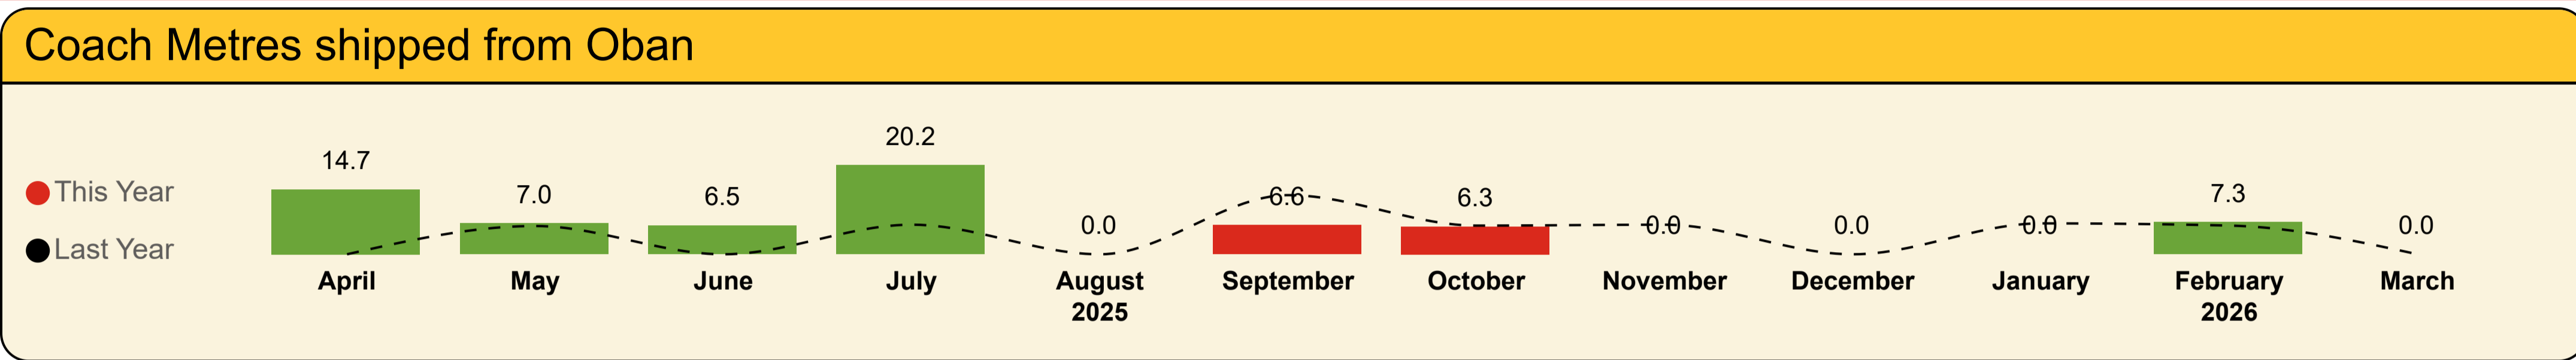 Coach Metres shipped from Oban
This Year
Last Year
14.7
7.0
6.5
20.2
0.0
6.6
6.3
0.0
0.0
0.0
7.3
0.0
April
May
June
July
August
September
October
November
December
January
February
March
2025
2026